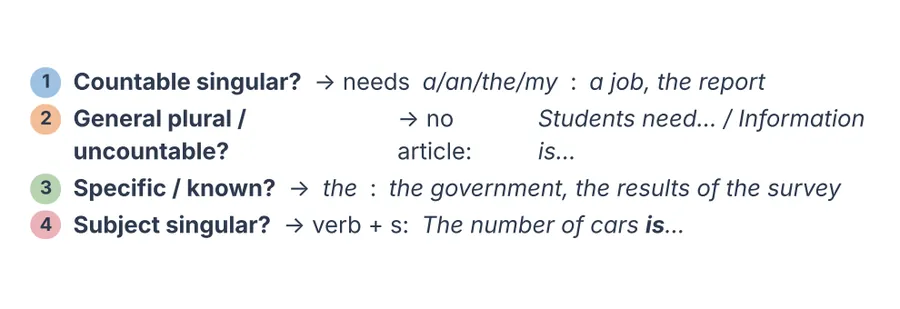 1 Countable singular? → needs a/an/the/my : a job, the report
2 General plural / uncountable? → no article: Students need... / Information is...
3 Specific / known? → the : the government, the results of the survey
4 Subject singular? → verb + s: The number of cars is...